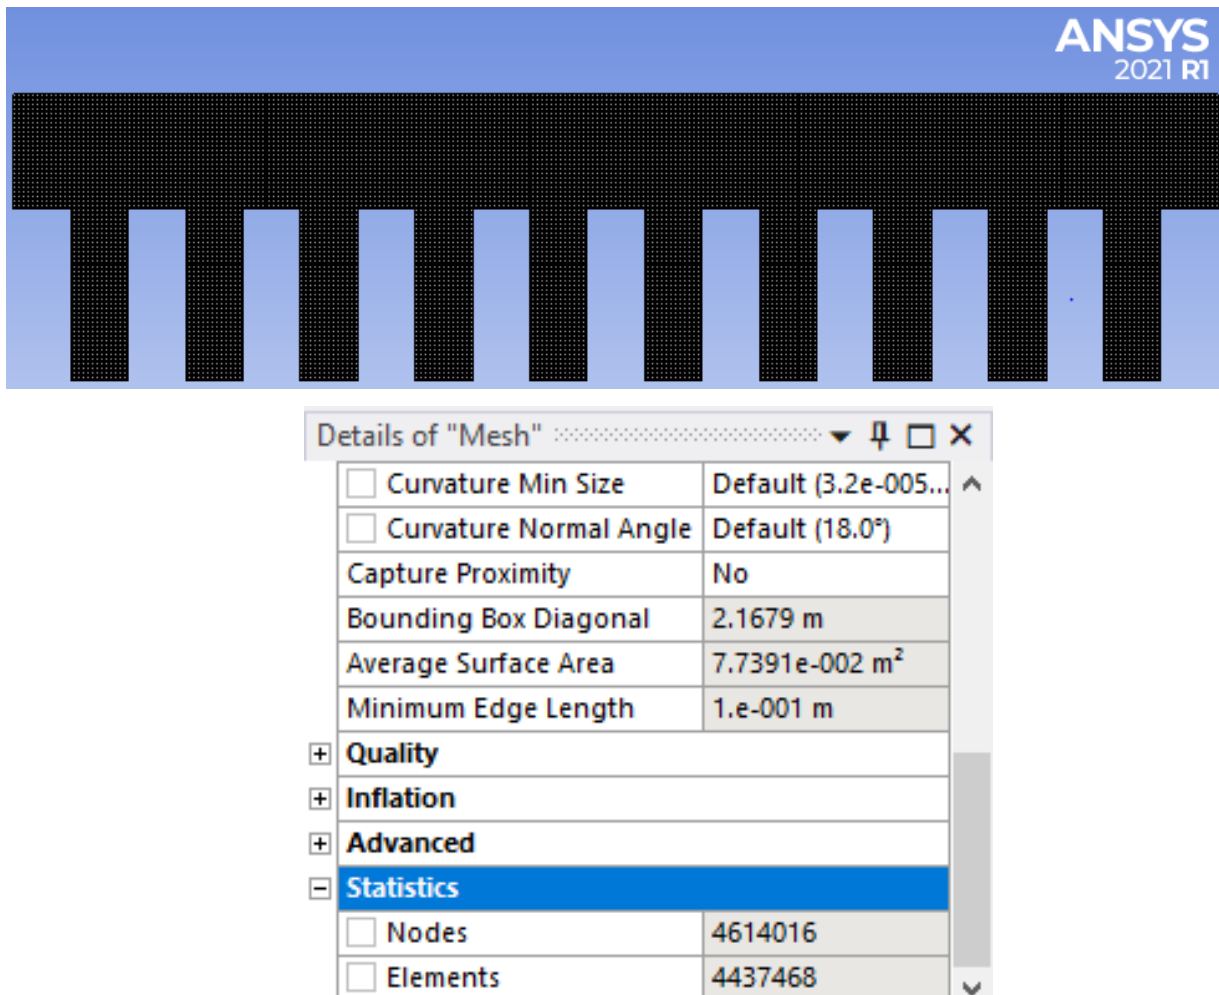 ANSYS
2021 R1
Details of "Mesh"
Curvature Min Size Default (3.2e-005...
Curvature Normal Angle Default (18.0°)
Capture Proximity No
Bounding Box Diagonal 2.1679 m
Average Surface Area 7.7391e-002 m²
Minimum Edge Length 1.e-001 m
Quality
Inflation
Advanced
Statistics
Nodes 4614016
Elements 4437468